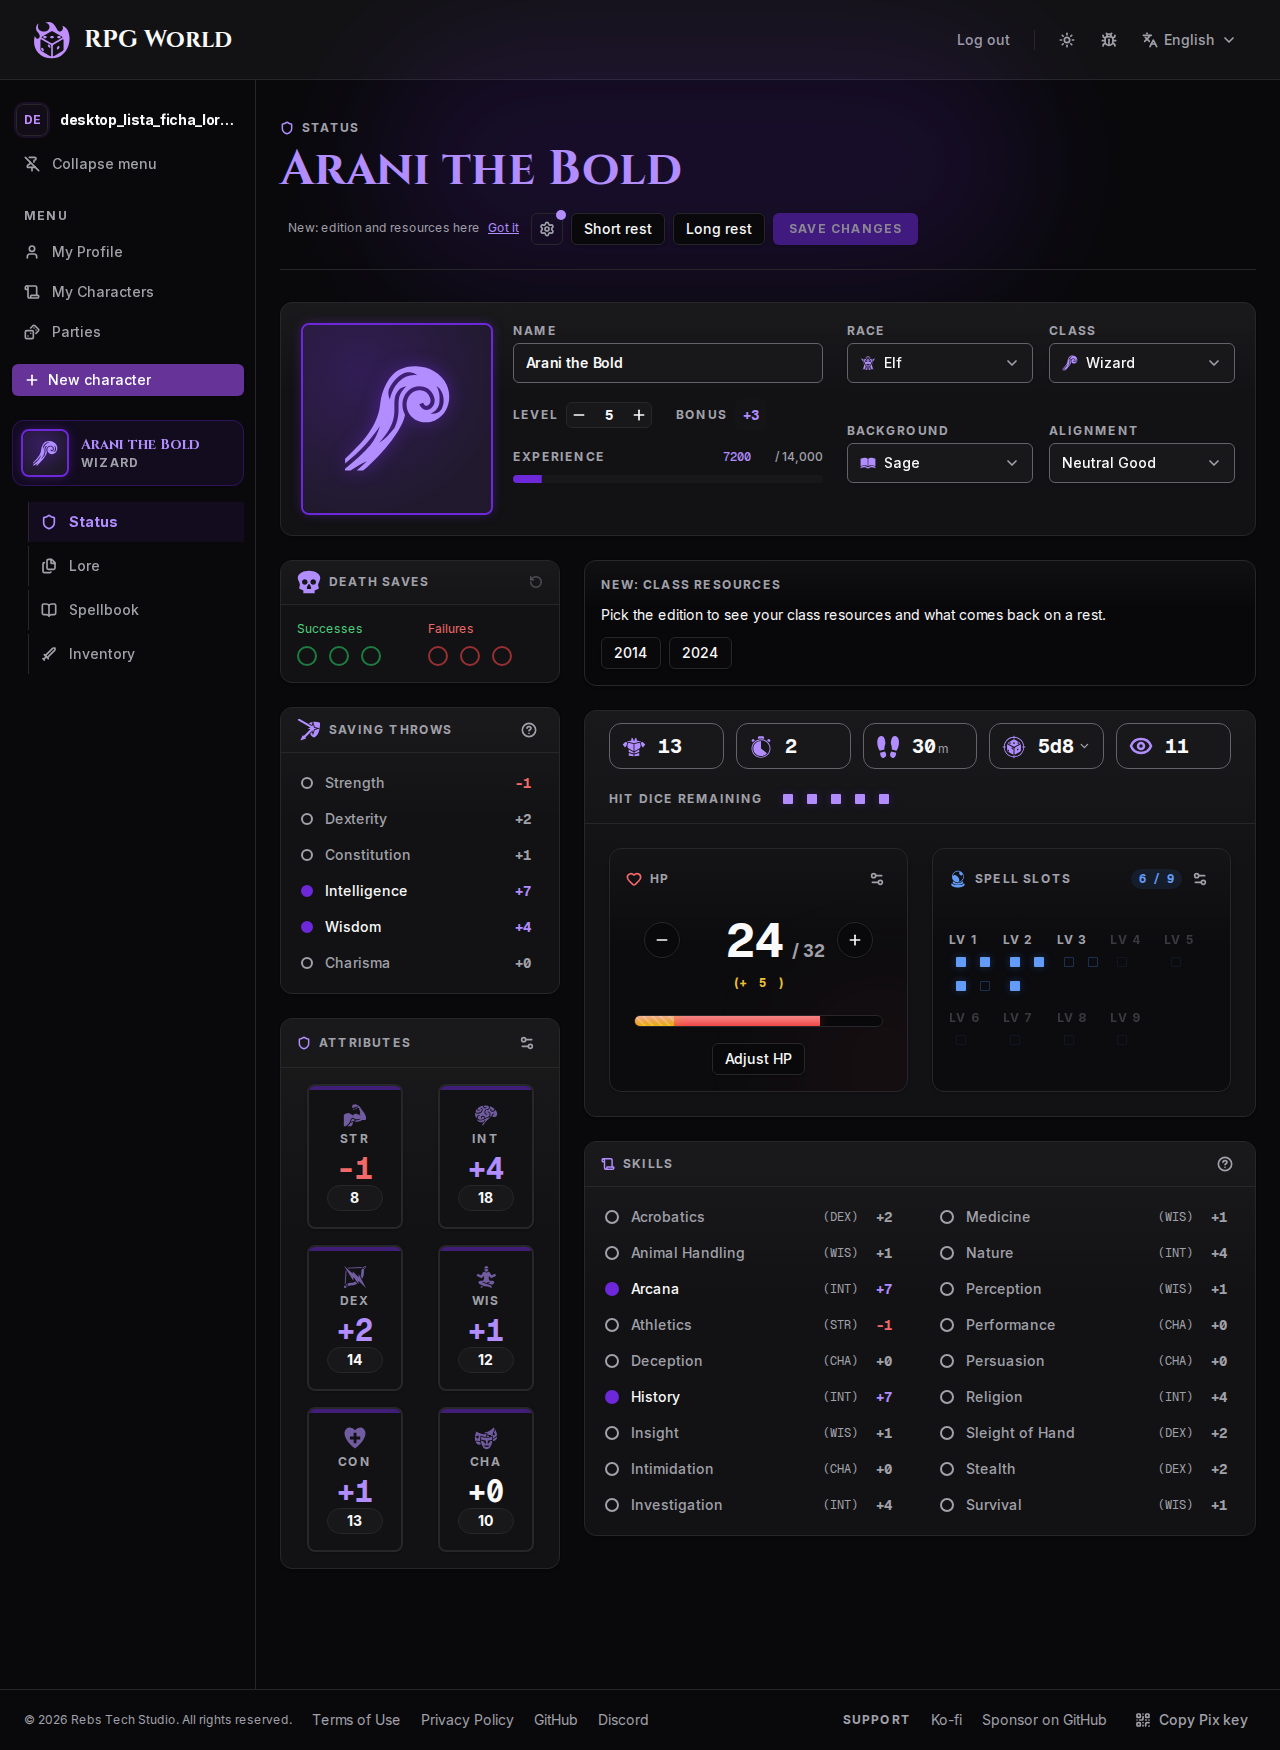 RPG World
Log out
English
DE
desktop_lista_ficha_lor...
Collapse menu
MENU
My Profile
My Characters
Parties
New character
Arani the Bold
WIZARD
Status
Lore
Spellbook
Inventory
STATUS
Arani the Bold
New: edition and resources here Got it
Short rest
Long rest
SAVE CHANGES
NAME
Arani the Bold
LEVEL
5
BONUS
+3
EXPERIENCE
7200 / 14,000
RACE
Elf
CLASS
Wizard
BACKGROUND
Sage
ALIGNMENT
Neutral Good
DEATH SAVES
Successes
Failures
NEW: CLASS RESOURCES
Pick the edition to see your class resources and what comes back on a rest.
2014
2024
SAVING THROWS
Strength -1
Dexterity +2
Constitution +1
Intelligence +7
Wisdom +4
Charisma +0
13
2
30 m
5d8
11
HIT DICE REMAINING
HP
24 / 32
(+ 5 )
Adjust HP
SPELL SLOTS
6 / 9
LV 1 LV 2 LV 3 LV 4 LV 5
LV 6 LV 7 LV 8 LV 9
ATTRIBUTES
STR
-1
8
INT
+4
18
DEX
+2
14
WIS
+1
12
CON
+1
13
CHA
+0
10
SKILLS
Acrobatics (DEX) +2
Animal Handling (WIS) +1
Arcana (INT) +7
Athletics (STR) -1
Deception (CHA) +0
History (INT) +7
Insight (WIS) +1
Intimidation (CHA) +0
Investigation (INT) +4
Medicine (WIS) +1
Nature (INT) +4
Perception (WIS) +1
Performance (CHA) +0
Persuasion (CHA) +0
Religion (INT) +4
Sleight of Hand (DEX) +2
Stealth (DEX) +2
Survival (WIS) +1
© 2026 Rebs Tech Studio. All rights reserved.
Terms of Use
Privacy Policy
GitHub
Discord
SUPPORT
Ko-fi
Sponsor on GitHub
Copy Pix key